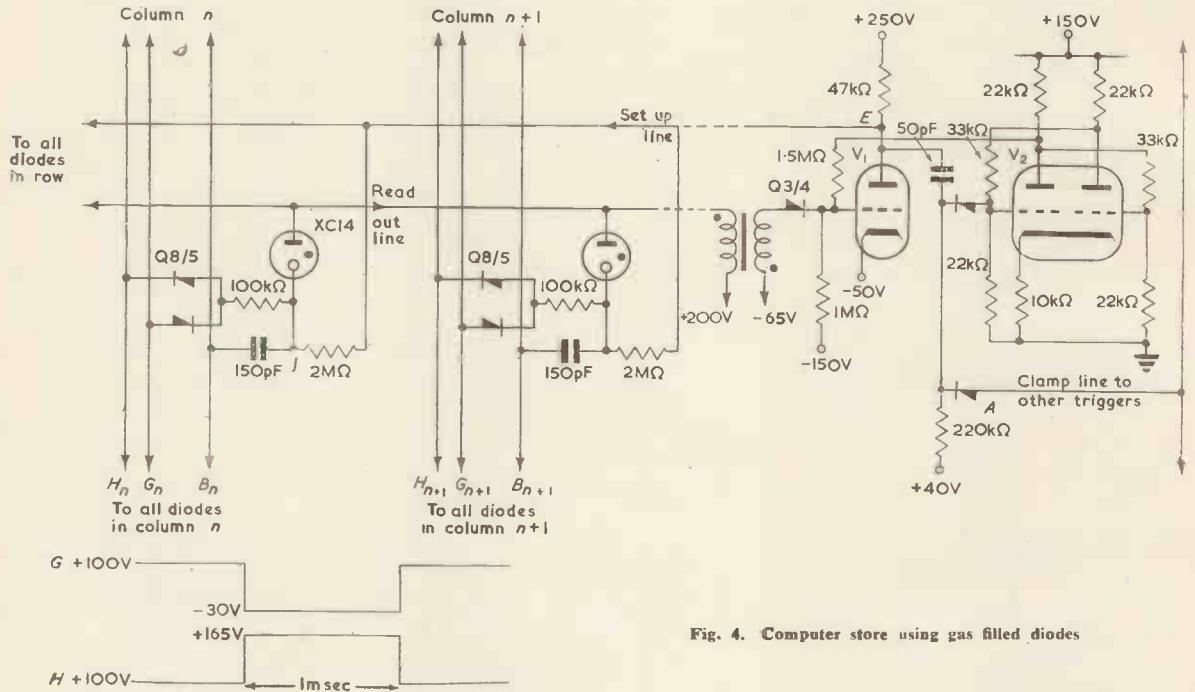 Column n
Column n+1
+250V
+150V
47kΩ
22kΩ
22kΩ
E
Set up
line
50pF
33kΩ
33kΩ
To all
diodes
in row
1·5MΩ
V1
V2
Read
out
line
XC14
Q3/4
Q8/5
100kΩ
Q8/5
100kΩ
22kΩ
-50V
10kΩ
22kΩ
+200V
-65V
1MΩ
150pF
J
2MΩ
150pF
2MΩ
-150V
Clamp line to
other triggers
A
220kΩ
+40V
Hn Gn Bn
Hn+1 Gn+1 Bn+1
To all diodes
in column n
To all diodes
in column n+1
G +100V
-30V
+165V
H +100V
1msec
Fig. 4. Computer store using gas filled diodes